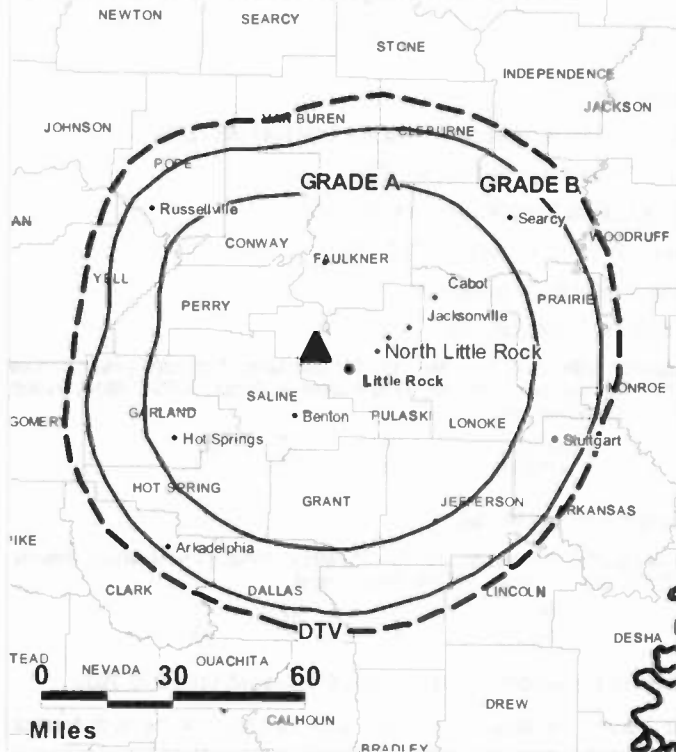 NEWTON
SEARCY
STONE
INDEPENDENCE
JACKSON
JOHNSON
VAN BUREN
CLEBURNE
POPE
GRADE A
GRADE B
Russellville
Searcy
AN
CONWAY
FAULKNER
WOODRUFF
YELL
Cabot
PERRY
PRAIRIE
Jacksonville
North Little Rock
Little Rock
MONROE
SALINE
GARLAND
Benton
PULASKI
LONOKE
GOMERY
Hot Springs
Stuttgart
HOT SPRING
GRANT
JEFFERSON
ARKANSAS
PIKE
Arkadelphia
CLARK
DALLAS
LINCOLN
DTV
DESHA
TEAD
NEVADA
OUACHITA
0 30 60
DREW
CALHOUN
Miles
BRADLEY